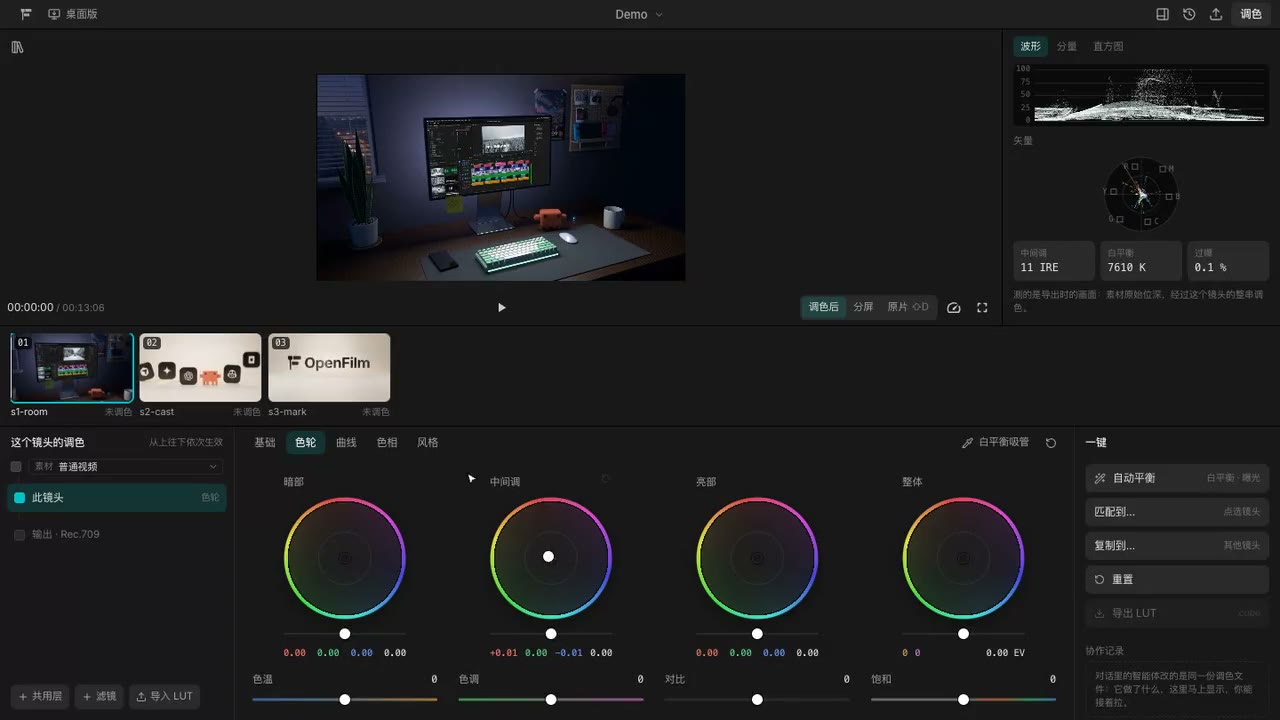 桌面版
Demo
调色
波形 分量 直方图
100
75
50
25
0
矢量
R M
Y B
G C
中间调 白平衡 过曝
11 IRE 7610 K 0.1 %
测的是导出时的画面：素材原始位深，经过这个镜头的整串调
色。
00:00:00 / 00:13:06
调色后 分屏 原片 ⇧D
01 02 03
OpenFilm
s1-room 未调色 s2-cast 未调色 s3-mark 未调色
这个镜头的调色 从上往下依次生效
素材 普通视频
此镜头 色轮
输出 · Rec.709
+ 共用层 + 滤镜 导入 LUT
基础 色轮 曲线 色相 风格
白平衡吸管
暗部 中间调 亮部 整体
0.00 0.00 0.00 0.00 +0.01 0.00 −0.01 0.00 0.00 0.00 0.00 0.00 0 0 0.00 EV
色温 0 色调 0 对比 0 饱和 0
一键
自动平衡 白平衡 · 曝光
匹配到... 点选镜头
复制到... 其他镜头
重置
导出 LUT .cube
协作记录
对话里的智能体改的是同一份调色文
件：它做了什么，这里马上显示，你能
接着拉。